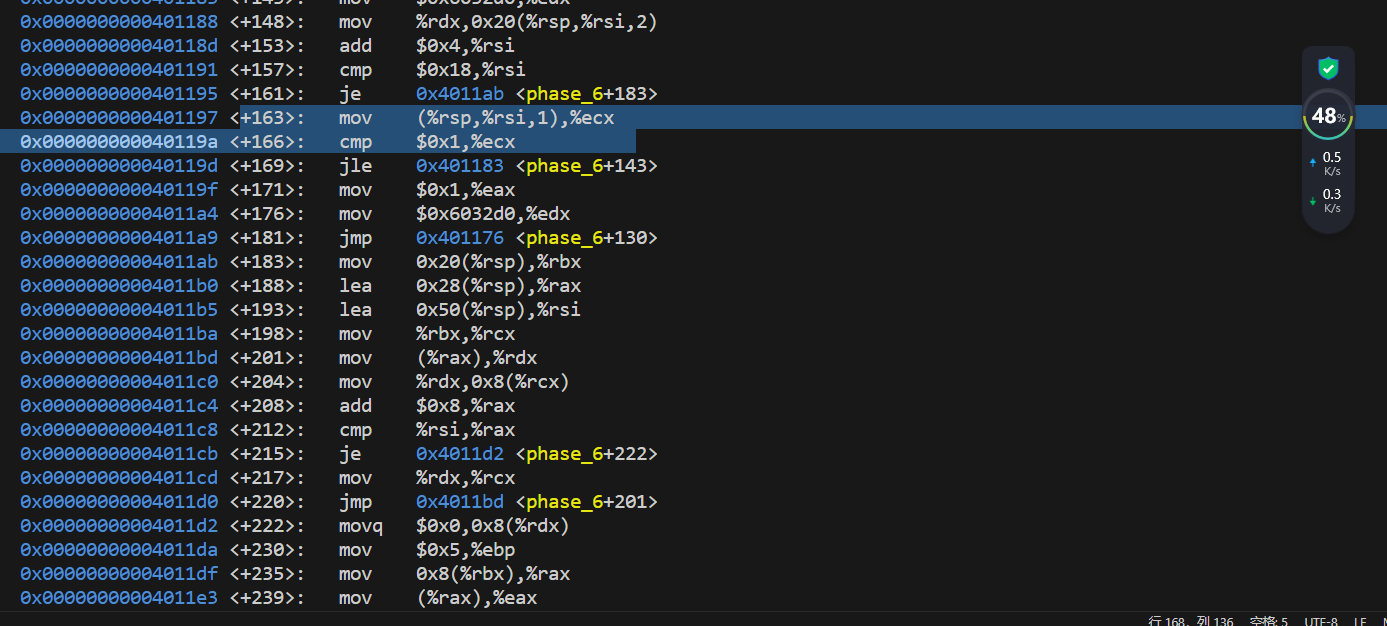 0x0000000000401188 <+148>:   mov    %rdx,0x20(%rsp,%rsi,2)
0x000000000040118d <+153>:   add    $0x4,%rsi
0x0000000000401191 <+157>:   cmp    $0x18,%rsi
0x0000000000401195 <+161>:   je     0x4011ab <phase_6+183>
0x0000000000401197 <+163>:   mov    (%rsp,%rsi,1),%ecx
0x000000000040119a <+166>:   cmp    $0x1,%ecx
0x000000000040119d <+169>:   jle    0x401183 <phase_6+143>
0x000000000040119f <+171>:   mov    $0x1,%eax
0x00000000004011a4 <+176>:   mov    $0x6032d0,%edx
0x00000000004011a9 <+181>:   jmp    0x401176 <phase_6+130>
0x00000000004011ab <+183>:   mov    0x20(%rsp),%rbx
0x00000000004011b0 <+188>:   lea    0x28(%rsp),%rax
0x00000000004011b5 <+193>:   lea    0x50(%rsp),%rsi
0x00000000004011ba <+198>:   mov    %rbx,%rcx
0x00000000004011bd <+201>:   mov    (%rax),%rdx
0x00000000004011c0 <+204>:   mov    %rdx,0x8(%rcx)
0x00000000004011c4 <+208>:   add    $0x8,%rax
0x00000000004011c8 <+212>:   cmp    %rsi,%rax
0x00000000004011cb <+215>:   je     0x4011d2 <phase_6+222>
0x00000000004011cd <+217>:   mov    %rdx,%rcx
0x00000000004011d0 <+220>:   jmp    0x4011bd <phase_6+201>
0x00000000004011d2 <+222>:   movq   $0x0,0x8(%rdx)
0x00000000004011da <+230>:   mov    $0x5,%ebp
0x00000000004011df <+235>:   mov    0x8(%rbx),%rax
0x00000000004011e3 <+239>:   mov    (%rax),%eax
48%
0.5
K/s
0.3
K/s
行 168，列 136 空格: 5 UTF-8 LF